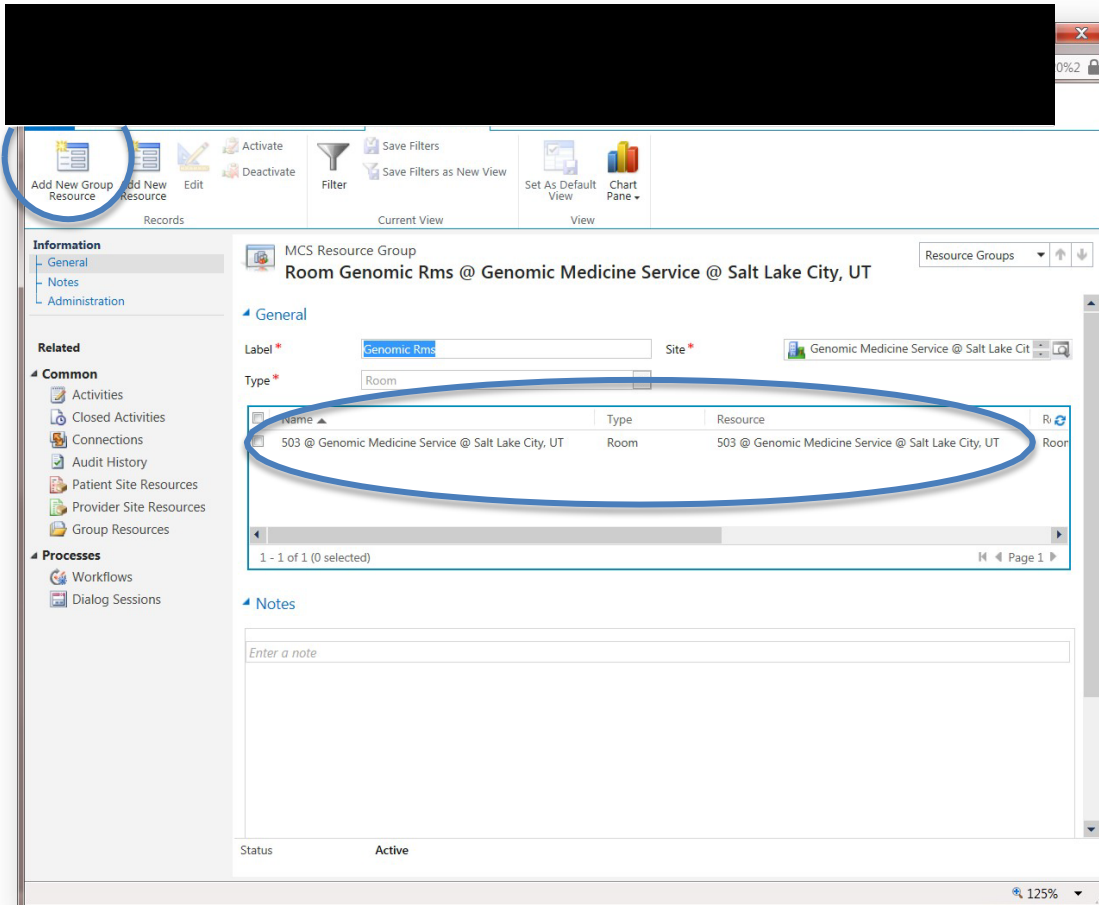 0%2
Add New Group Resource
Add New Resource
Edit
Activate
Deactivate
Records
Filter
Save Filters
Save Filters as New View
Current View
Set As Default View
Chart Pane
View
Information
General
Notes
Administration
Related
Common
Activities
Closed Activities
Connections
Audit History
Patient Site Resources
Provider Site Resources
Group Resources
Processes
Workflows
Dialog Sessions
MCS Resource Group
Room Genomic Rms @ Genomic Medicine Service @ Salt Lake City, UT
Resource Groups
General
Label *
Genomic Rms
Site *
Genomic Medicine Service @ Salt Lake Cit
Type *
Room
Name Type Resource
503 @ Genomic Medicine Service @ Salt Lake City, UT Room 503 @ Genomic Medicine Service @ Salt Lake City, UT
1 - 1 of 1 (0 selected)
Page 1
Notes
Enter a note
Status Active
125%